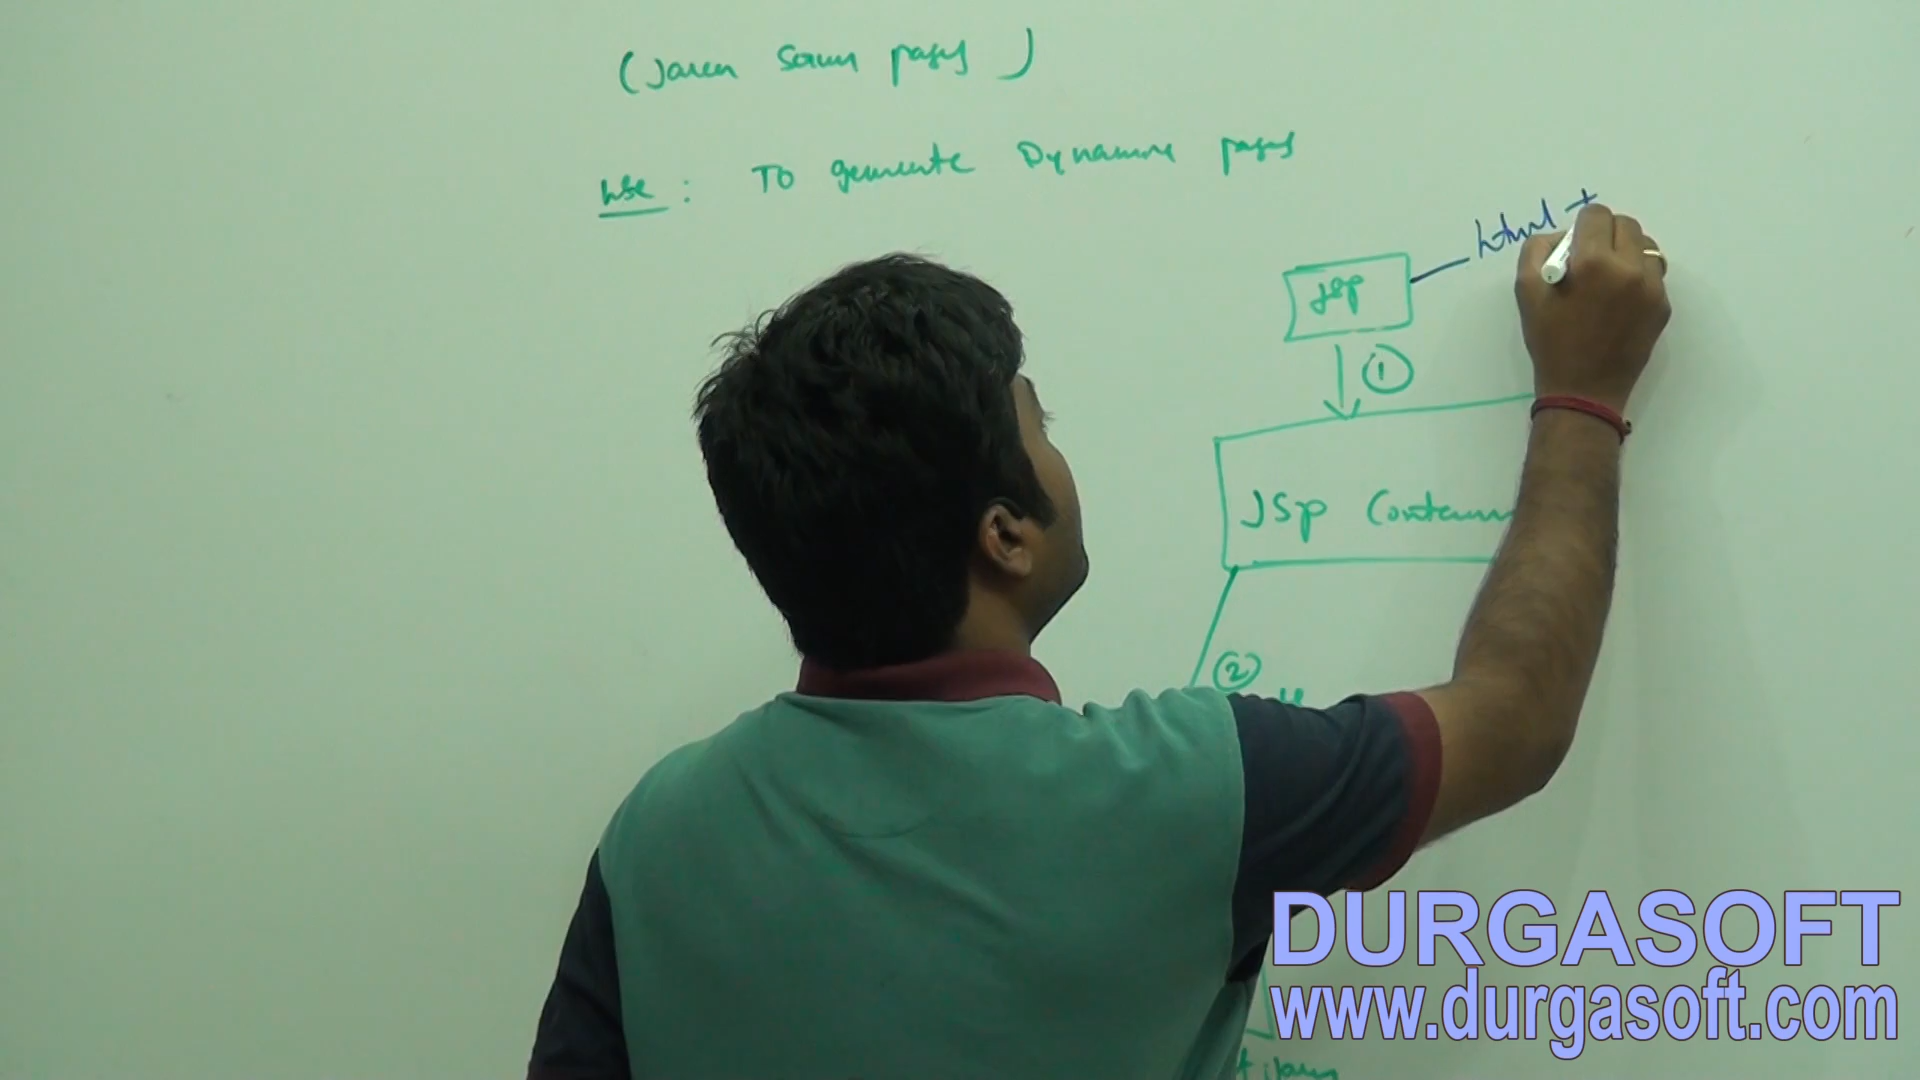 (Java Server pages)
Use : To generate Dynamic pages
html +
JSP
1
JSP Container
2
DURGASOFT
www.durgasoft.com